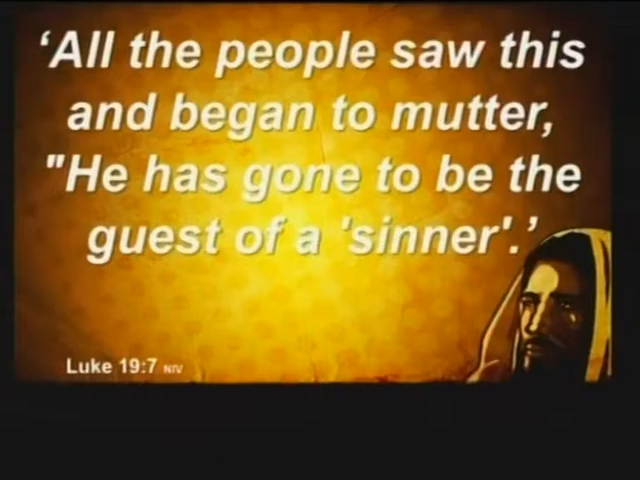 ‘All the people saw this
and began to mutter,
"He has gone to be the
guest of a 'sinner'.’
Luke 19:7 NIV